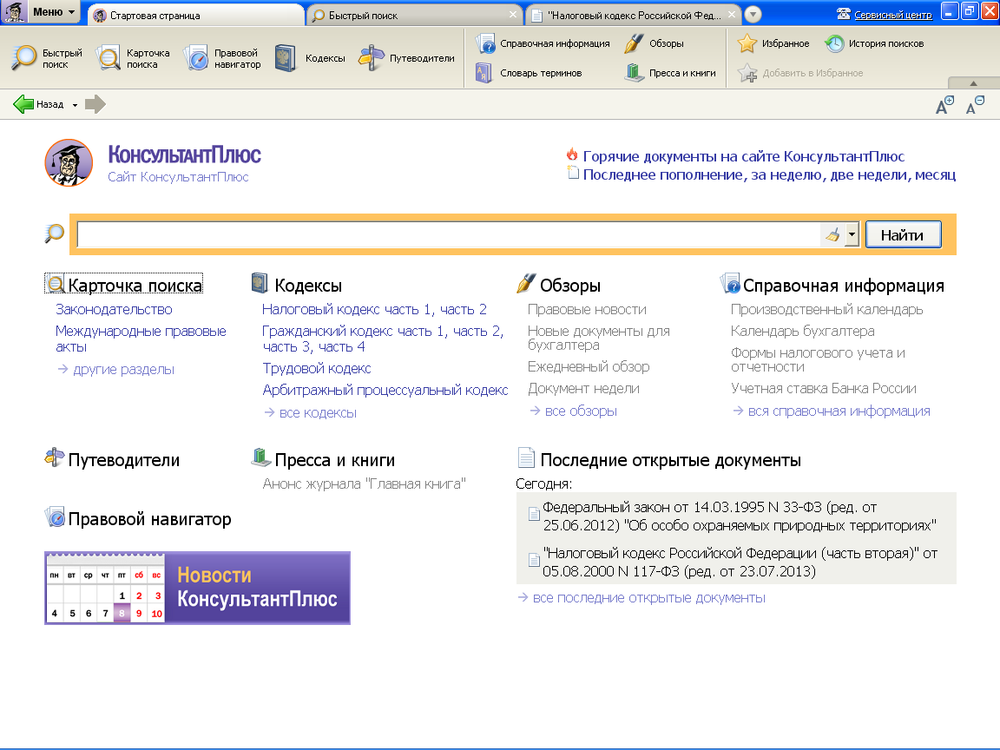 Меню
Стартовая страница
Быстрый поиск
"Налоговый кодекс Российской Фед...
Сервисный центр
Быстрый
поиск
Карточка
поиска
Правовой
навигатор
Кодексы
Путеводители
Справочная информация
Словарь терминов
Обзоры
Пресса и книги
Избранное
История поисков
Добавить в Избранное
Назад
КонсультантПлюс
Сайт КонсультантПлюс
Горячие документы на сайте КонсультантПлюс
Последнее пополнение, за неделю, две недели, месяц
Найти
Карточка поиска
Законодательство
Международные правовые
акты
другие разделы
Кодексы
Налоговый кодекс часть 1, часть 2
Гражданский кодекс часть 1, часть 2,
часть 3, часть 4
Трудовой кодекс
Арбитражный процессуальный кодекс
все кодексы
Обзоры
Правовые новости
Новые документы для
бухгалтера
Ежедневный обзор
Документ недели
все обзоры
Справочная информация
Производственный календарь
Календарь бухгалтера
Формы налогового учета и
отчетности
Учетная ставка Банка России
вся справочная информация
Путеводители
Пресса и книги
Анонс журнала "Главная книга"
Последние открытые документы
Сегодня:
Федеральный закон от 14.03.1995 N 33-ФЗ (ред. от
25.06.2012) "Об особо охраняемых природных территориях"
"Налоговый кодекс Российской Федерации (часть вторая)" от
05.08.2000 N 117-ФЗ (ред. от 23.07.2013)
все последние открытые документы
Правовой навигатор
пн вт ср чт пт сб вс
1 2 3
4 5 6 7 8 9 10
Новости
КонсультантПлюс